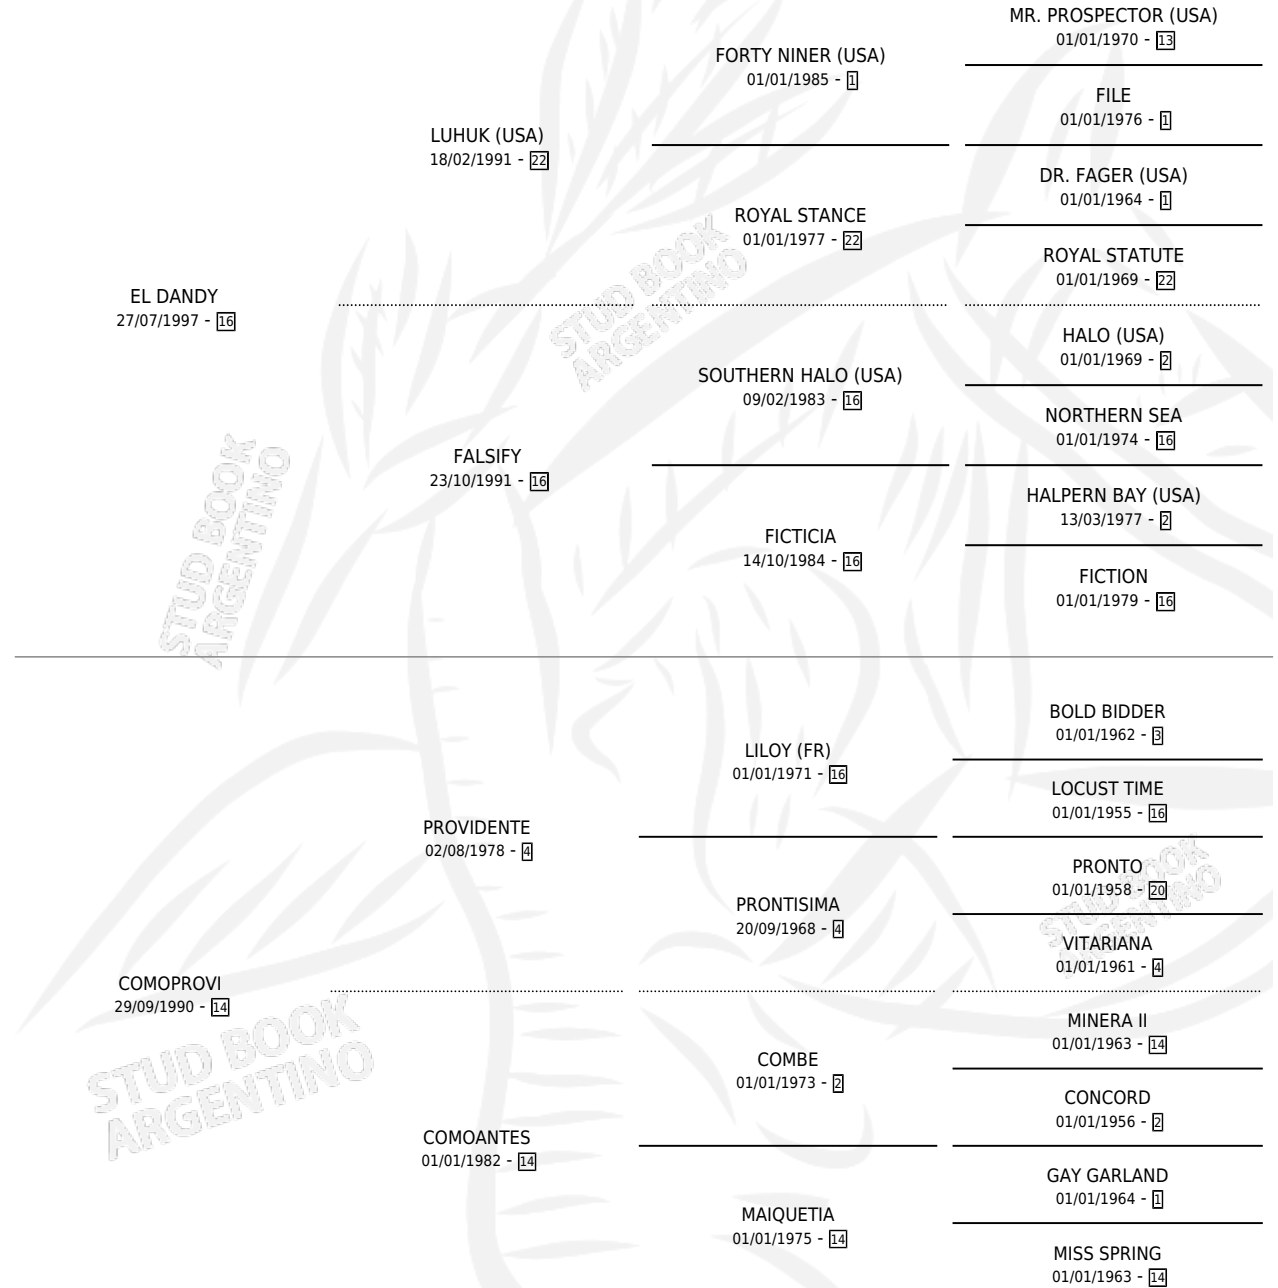 MR. PROSPECTOR (USA)
01/01/1970 - 13
FORTY NINER (USA)
01/01/1985 - 1
FILE
01/01/1976 - 1
LUHUK (USA)
18/02/1991 - 22
DR. FAGER (USA)
01/01/1964 - 1
ROYAL STANCE
01/01/1977 - 22
ROYAL STATUTE
01/01/1969 - 22
EL DANDY
27/07/1997 - 16
HALO (USA)
01/01/1969 - 2
SOUTHERN HALO (USA)
09/02/1983 - 16
NORTHERN SEA
01/01/1974 - 16
FALSIFY
23/10/1991 - 16
HALPERN BAY (USA)
13/03/1977 - 2
FICTICIA
14/10/1984 - 16
FICTION
01/01/1979 - 16
STUD BOOK
ARGENTINO
STUD BOOK
ARGENTINO
BOLD BIDDER
01/01/1962 - 3
LILOY (FR)
01/01/1971 - 16
LOCUST TIME
01/01/1955 - 16
PROVIDENTE
02/08/1978 - 4
PRONTO
01/01/1958 - 20
PRONTISIMA
20/09/1968 - 4
VITARIANA
01/01/1961 - 4
STUD BOOK
ARGENTINO
COMOPROVI
29/09/1990 - 14
MINERA II
01/01/1963 - 14
COMBE
01/01/1973 - 2
CONCORD
01/01/1956 - 2
COMOANTES
01/01/1982 - 14
GAY GARLAND
01/01/1964 - 1
MAIQUETIA
01/01/1975 - 14
MISS SPRING
01/01/1963 - 14
STUD BOOK
ARGENTINO